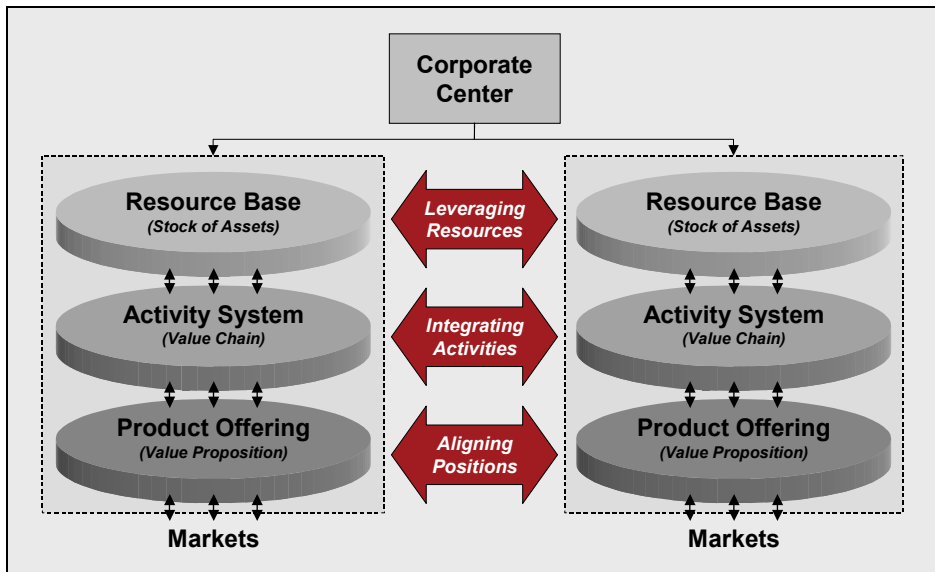 Corporate
Center
Resource Base
(Stock of Assets)
Leveraging
Resources
Resource Base
(Stock of Assets)
Activity System
(Value Chain)
Integrating
Activities
Activity System
(Value Chain)
Product Offering
(Value Proposition)
Aligning
Positions
Product Offering
(Value Proposition)
Markets
Markets